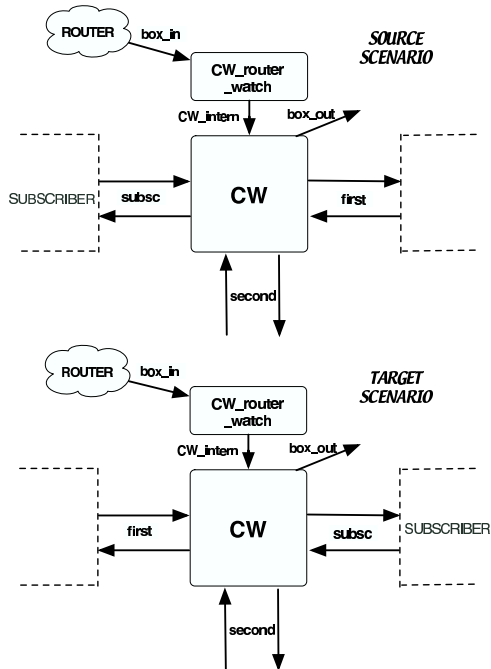 ROUTER
box_in
SOURCE
SCENARIO
CW_router
_watch
CW_intern
box_out
SUBSCRIBER
subsc
CW
first
second
ROUTER
box_in
TARGET
SCENARIO
CW_router
_watch
CW_intern
box_out
first
CW
subsc
SUBSCRIBER
second